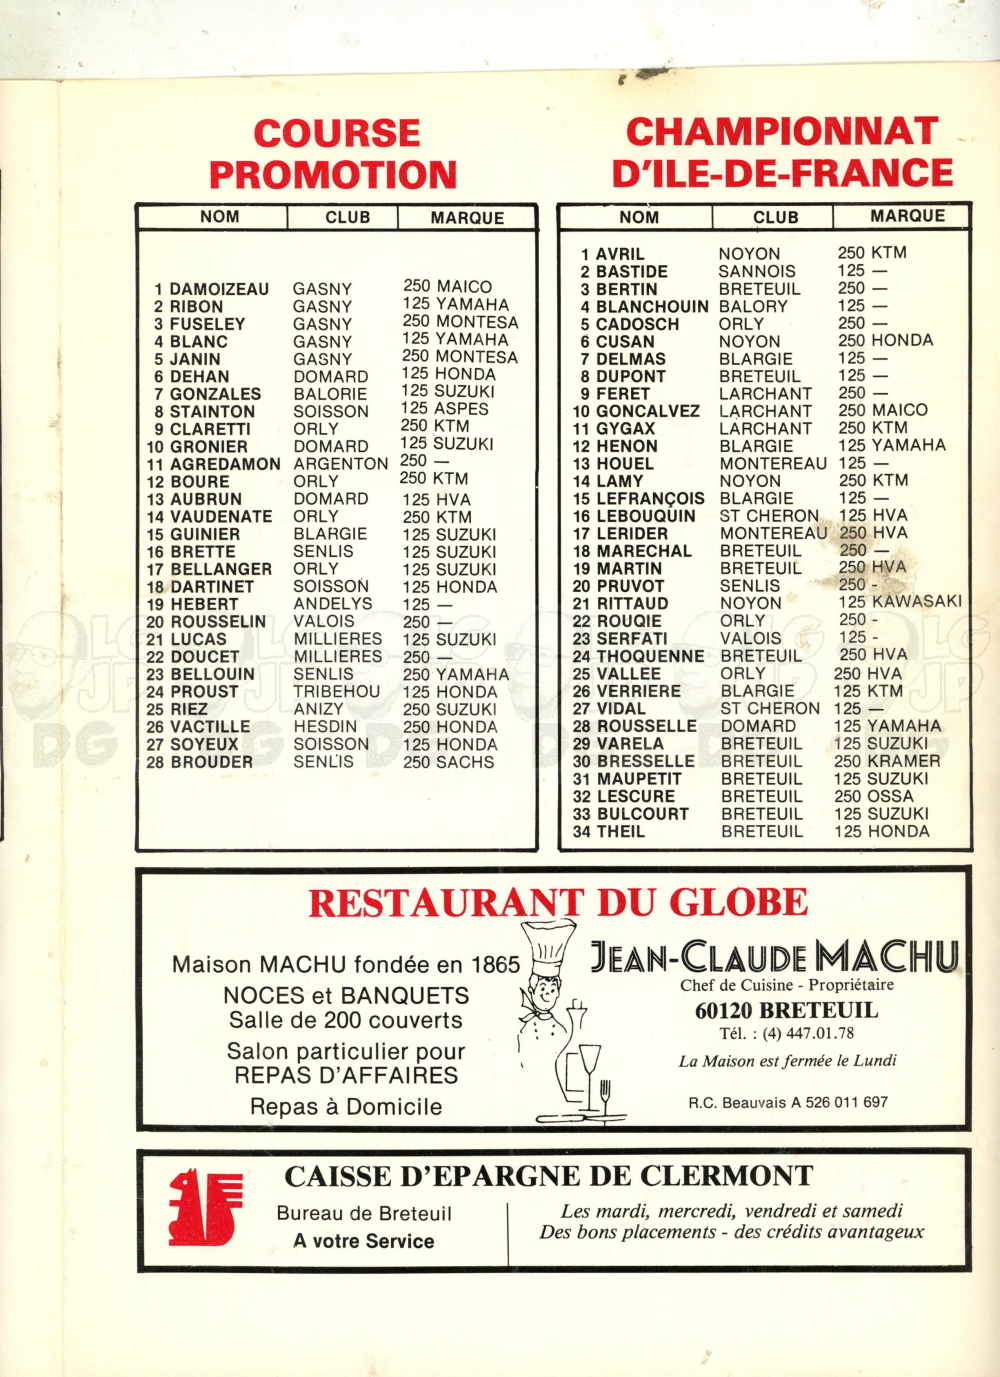 COURSE
PROMOTION
NOM CLUB MARQUE
1 DAMOIZEAU GASNY 250 MAICO
2 RIBON GASNY 125 YAMAHA
3 FUSELEY GASNY 250 MONTESA
4 BLANC GASNY 125 YAMAHA
5 JANIN GASNY 250 MONTESA
6 DEHAN DOMARD 125 HONDA
7 GONZALES BALORIE 125 SUZUKI
8 STAINTON SOISSON 125 ASPES
9 CLARETTI ORLY 250 KTM
10 GRONIER DOMARD 125 SUZUKI
11 AGREDAMON ARGENTON 250 —
12 BOURE ORLY 250 KTM
13 AUBRUN DOMARD 125 HVA
14 VAUDENATE ORLY 250 KTM
15 GUINIER BLARGIE 125 SUZUKI
16 BRETTE SENLIS 125 SUZUKI
17 BELLANGER ORLY 125 SUZUKI
18 DARTINET SOISSON 125 HONDA
19 HEBERT ANDELYS 125 —
20 ROUSSELIN VALOIS 250 —
21 LUCAS MILLIERES 125 SUZUKI
22 DOUCET MILLIERES 250 —
23 BELLOUIN SENLIS 250 YAMAHA
24 PROUST TRIBEHOU 125 HONDA
25 RIEZ ANIZY 250 SUZUKI
26 VACTILLE HESDIN 250 HONDA
27 SOYEUX SOISSON 125 HONDA
28 BROUDER SENLIS 250 SACHS
CHAMPIONNAT
D'ILE-DE-FRANCE
NOM CLUB MARQUE
1 AVRIL NOYON 250 KTM
2 BASTIDE SANNOIS 125 —
3 BERTIN BRETEUIL 250 —
4 BLANCHOUIN BALORY 125 —
5 CADOSCH ORLY 250 —
6 CUSAN NOYON 250 HONDA
7 DELMAS BLARGIE 125 —
8 DUPONT BRETEUIL 125 —
9 FERET LARCHANT 250 —
10 GONCALVEZ LARCHANT 250 MAICO
11 GYGAX LARCHANT 250 KTM
12 HENON BLARGIE 125 YAMAHA
13 HOUEL MONTEREAU 125 —
14 LAMY NOYON 250 KTM
15 LEFRANÇOIS BLARGIE 125 —
16 LEBOUQUIN ST CHERON 125 HVA
17 LERIDER MONTEREAU 250 HVA
18 MARECHAL BRETEUIL 250 —
19 MARTIN BRETEUIL 250 HVA
20 PRUVOT SENLIS 250 -
21 RITTAUD NOYON 125 KAWASAKI
22 ROUQIE ORLY 250 -
23 SERFATI VALOIS 125 -
24 THOQUENNE BRETEUIL 250 HVA
25 VALLEE ORLY 250 HVA
26 VERRIERE BLARGIE 125 KTM
27 VIDAL ST CHERON 125 —
28 ROUSSELLE DOMARD 125 YAMAHA
29 VARELA BRETEUIL 125 SUZUKI
30 BRESSELLE BRETEUIL 250 KRAMER
31 MAUPETIT BRETEUIL 125 SUZUKI
32 LESCURE BRETEUIL 250 OSSA
33 BULCOURT BRETEUIL 125 SUZUKI
34 THEIL BRETEUIL 125 HONDA
LG JP DG
RESTAURANT DU GLOBE
Maison MACHU fondée en 1865
NOCES et BANQUETS
Salle de 200 couverts
Salon particulier pour
REPAS D'AFFAIRES
Repas à Domicile
JEAN-CLAUDE MACHU
Chef de Cuisine - Propriétaire
60120 BRETEUIL
Tél. : (4) 447.01.78
La Maison est fermée le Lundi
R.C. Beauvais A 526 011 697
CAISSE D'EPARGNE DE CLERMONT
Bureau de Breteuil
A votre Service
Les mardi, mercredi, vendredi et samedi
Des bons placements - des crédits avantageux